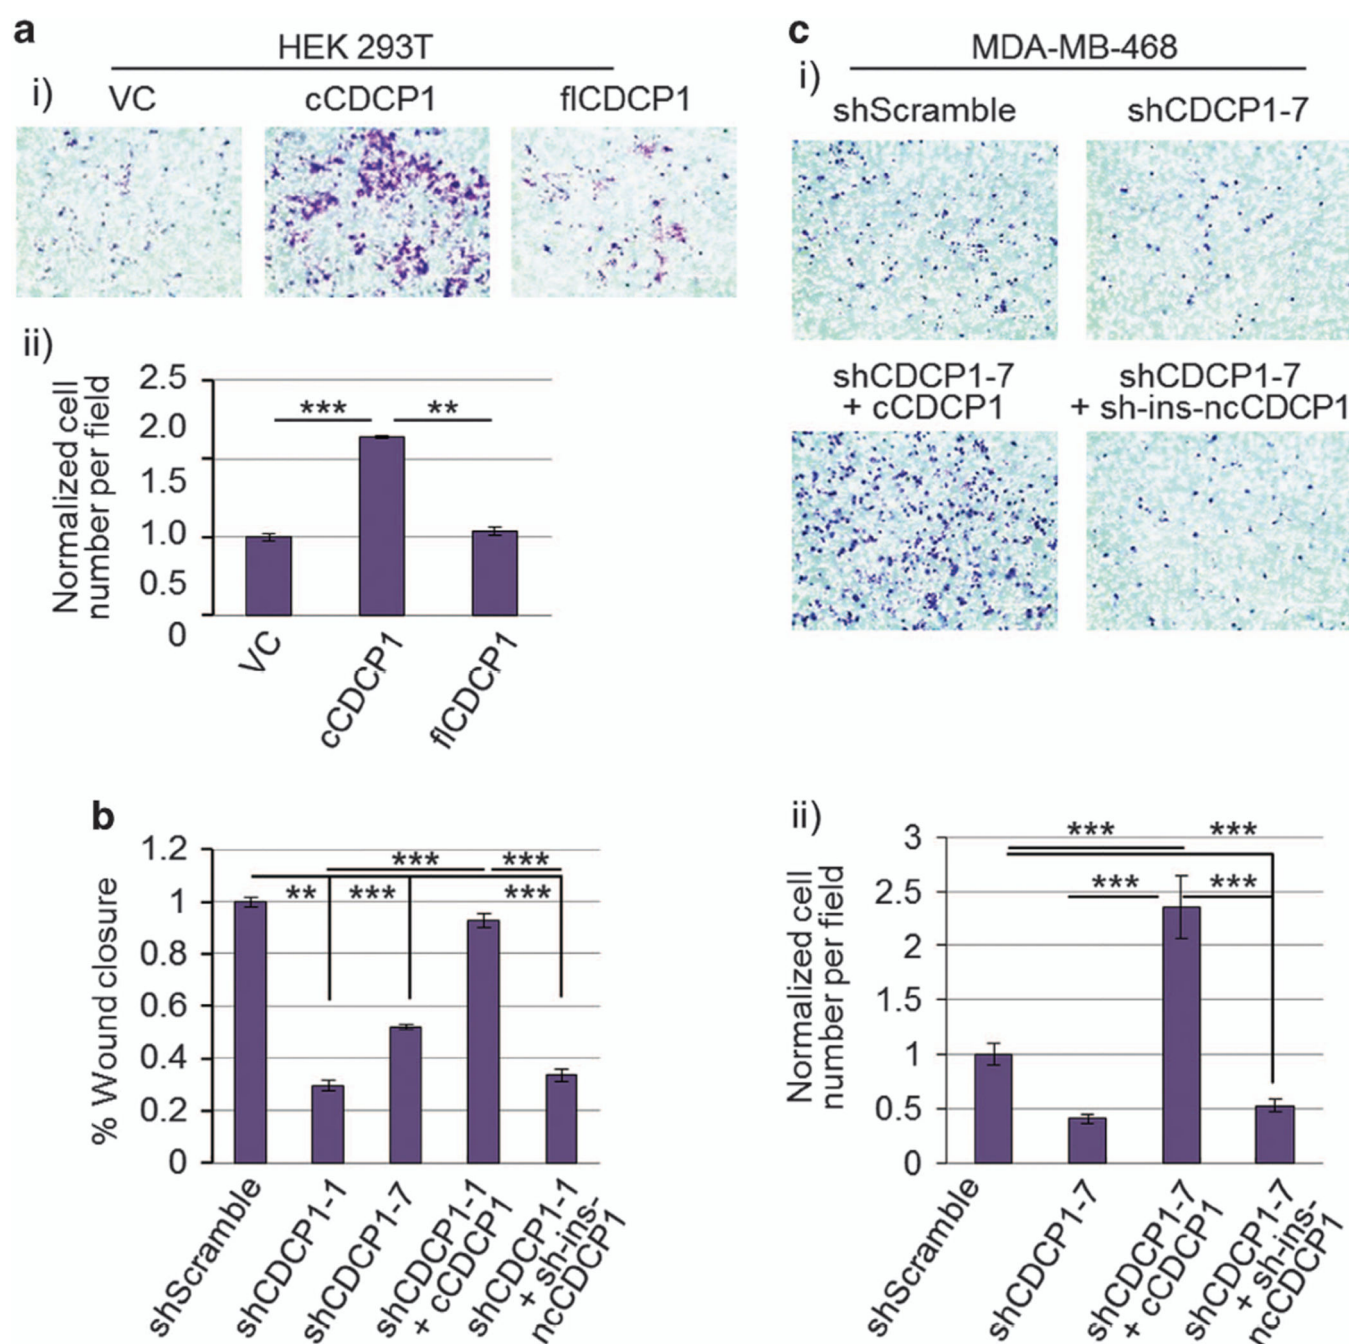 a
HEK 293T
i)
VC
cCDCP1
flCDCP1
ii)
Normalized cell
number per field
2.5
2.0
1.5
1.0
0.5
0
***
**
VC
cCDCP1
flCDCP1
b
% Wound closure
1.2
1
0.8
0.6
0.4
0.2
0
***
***
**
***
***
shScramble
shCDCP1-1
shCDCP1-7
shCDCP1-1
+ cCDCP1
shCDCP1-1
+ sh-ins-
ncCDCP1
c
MDA-MB-468
i)
shScramble
shCDCP1-7
shCDCP1-7
+ cCDCP1
shCDCP1-7
+ sh-ins-ncCDCP1
ii)
Normalized cell
number per field
3
2.5
2
1.5
1
0.5
0
***
***
***
***
shScramble
shCDCP1-7
shCDCP1-7
+ cCDCP1
shCDCP1-7
+ sh-ins-
ncCDCP1